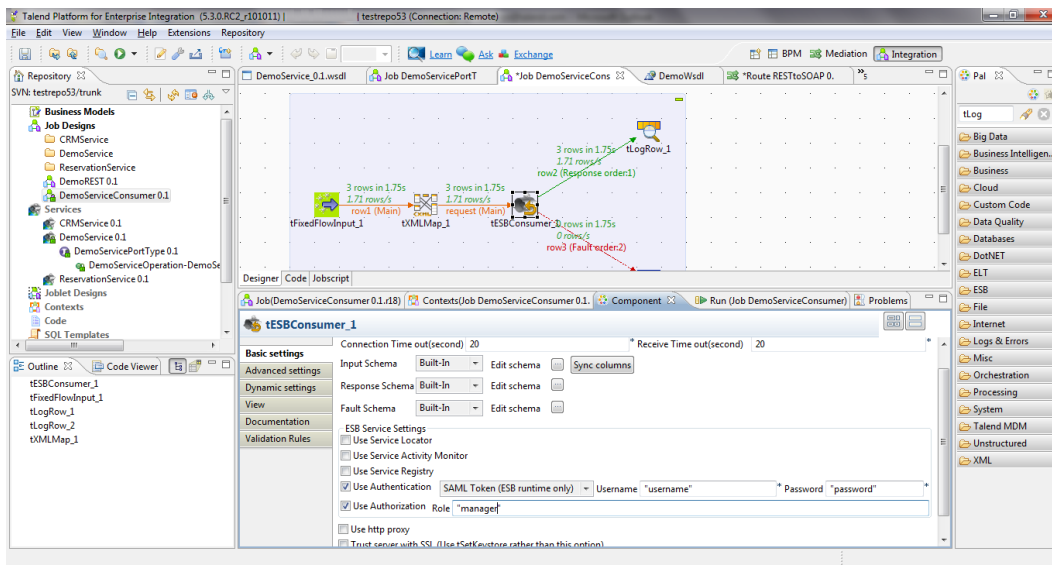 Talend Platform for Enterprise Integration (5.3.0.RC2_r101011) | | testrepo53 (Connection: Remote)
File Edit View Window Help Extensions Repository
Learn Ask Exchange BPM Mediation Integration
Repository
SVN: testrepo53/trunk
Business Models
Job Designs
CRMService
DemoService
ReservationService
DemoREST 0.1
DemoServiceConsumer 0.1
Services
CRMService 0.1
DemoService 0.1
DemoServicePortType 0.1
DemoServiceOperation-DemoSe
ReservationService 0.1
Joblet Designs
Contexts
Code
SQL Templates
Outline Code Viewer
tESBConsumer_1
tFixedFlowInput_1
tLogRow_1
tLogRow_2
tXMLMap_1
DemoService_0.1.wsdl Job DemoServicePortT *Job DemoServiceCons DemoWsdl *Route RESTtoSOAP 0. »5
3 rows in 1.75s
1.71 rows/s
row2 (Response order:1)
tLogRow_1
3 rows in 1.75s
1.71 rows/s
row1 (Main)
3 rows in 1.75s
1.71 rows/s
request (Main)
tFixedFlowInput_1
tXMLMap_1
tESBConsumer_1
0 rows in 1.75s
0 rows/s
row3 (Fault order:2)
Designer Code Jobscript
Job(DemoServiceConsumer 0.1.r18) Contexts(Job DemoServiceConsumer 0.1. Component Run (Job DemoServiceConsumer) Problems
tESBConsumer_1
Basic settings
Advanced settings
Dynamic settings
View
Documentation
Validation Rules
Connection Time out(second) 20 * Receive Time out(second) 20 *
Input Schema Built-In Edit schema ... Sync columns
Response Schema Built-In Edit schema ...
Fault Schema Built-In Edit schema ...
ESB Service Settings
Use Service Locator
Use Service Activity Monitor
Use Service Registry
Use Authentication SAML Token (ESB runtime only) Username "username" * Password "password" *
Use Authorization Role "manager"
Use http proxy
Trust server with SSL (Use tSetKeystore rather than this option)
Pal
tLog
Big Data
Business Intelligen...
Business
Cloud
Custom Code
Data Quality
Databases
DotNET
ELT
ESB
File
Internet
Logs & Errors
Misc
Orchestration
Processing
System
Talend MDM
Unstructured
XML